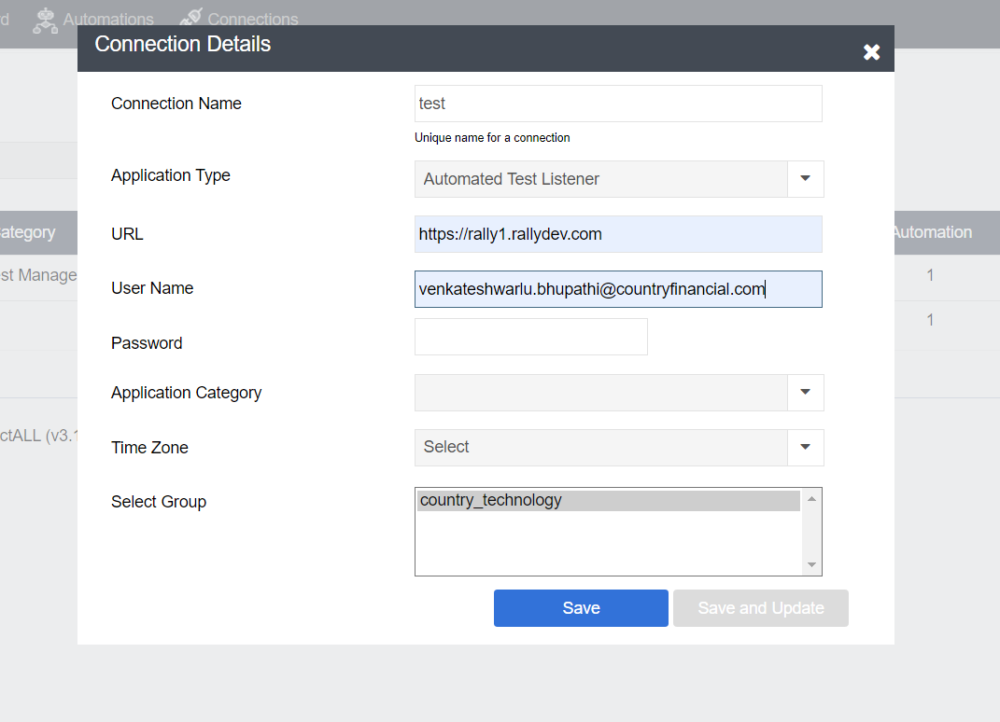 d Automations Connections
Connection Details
Connection Name
test
Unique name for a connection
Application Type
Automated Test Listener
URL
https://rally1.rallydev.com
ategory
Automation
st Manage
1
User Name
venkateshwarlu.bhupathi@countryfinancial.com
1
Password
Application Category
ctALL (v3.1
Time Zone
Select
Select Group
country_technology
Save
Save and Update